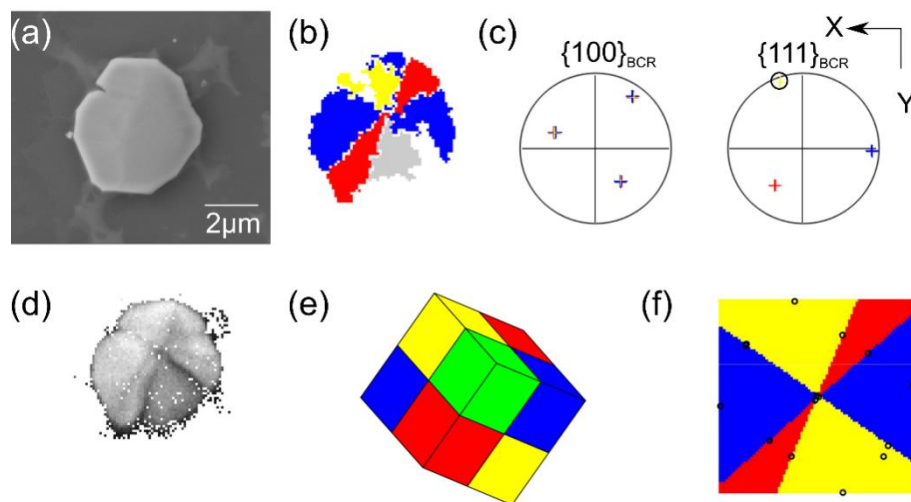 (a)
2µm
(b)
(c)
{100}BCR
{111}BCR
X
Y
(d)
(e)
(f)